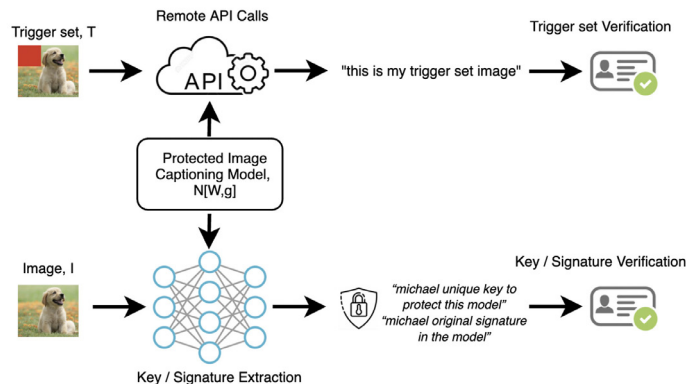 Remote API Calls
Trigger set, T
Trigger set Verification
API
"this is my trigger set image"
Protected Image
Captioning Model,
N[W,g]
Image, I
Key / Signature Verification
“michael unique key to
protect this model”
“michael original signature
in the model”
Key / Signature Extraction